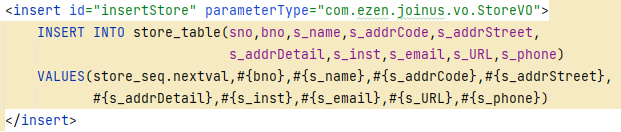 <insert id="insertStore" parameterType="com.ezen.joinus.vo.StoreVO">
INSERT INTO store_table(sno,bno,s_name,s_addrCode,s_addrStreet,
s_addrDetail,s_inst,s_email,s_URL,s_phone)
VALUES(store_seq.nextval,#{bno},#{s_name},#{s_addrCode},#{s_addrStreet},
#{s_addrDetail},#{s_inst},#{s_email},#{s_URL},#{s_phone})
</insert>